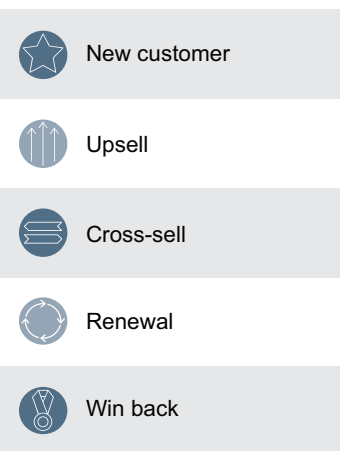 New customer
Upsell
Cross-sell
Renewal
Win back